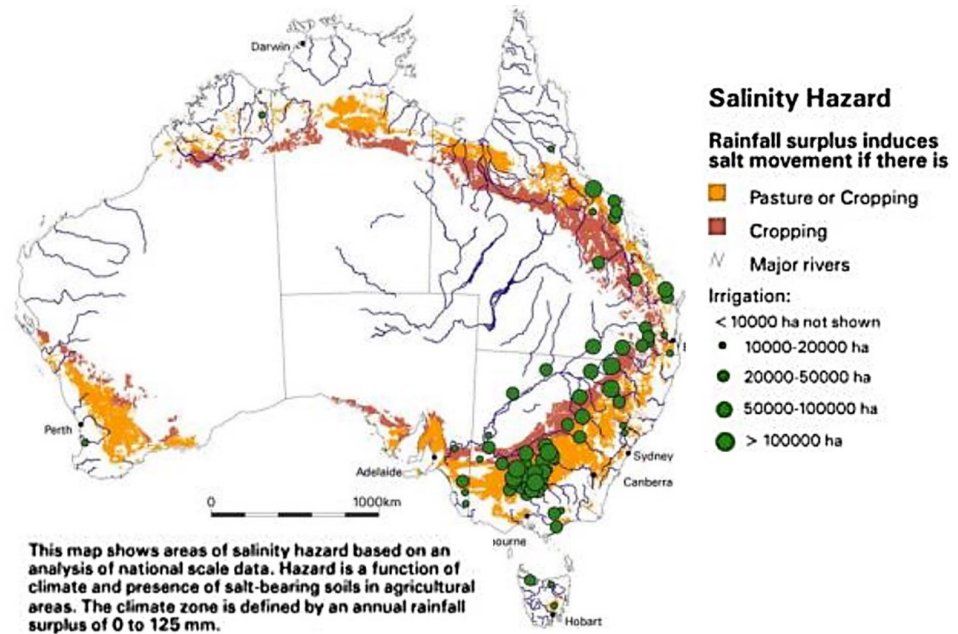 Darwin
Perth
Adelaide
Sydney
Canberra
bourne
Hobart
0 1000km
Salinity Hazard
Rainfall surplus induces
salt movement if there is
Pasture or Cropping
Cropping
N Major rivers
Irrigation:
< 10000 ha not shown
10000-20000 ha
20000-50000 ha
50000-100000 ha
> 100000 ha
This map shows areas of salinity hazard based on an
analysis of national scale data. Hazard is a function of
climate and presence of salt-bearing soils in agricultural
areas. The climate zone is defined by an annual rainfall
surplus of 0 to 125 mm.